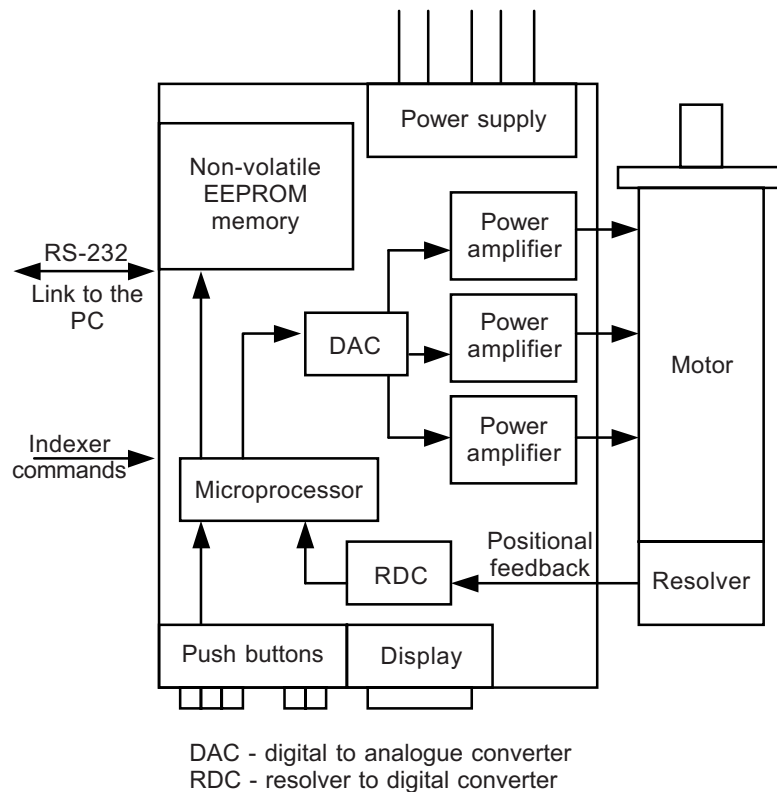 Power supply
Non-volatile
EEPROM
memory
Power
amplifier
RS-232
Link to the
PC
DAC
Power
amplifier
Motor
Power
amplifier
Indexer
commands
Microprocessor
Positional
feedback
RDC
Resolver
Push buttons
Display
DAC - digital to analogue converter
RDC - resolver to digital converter